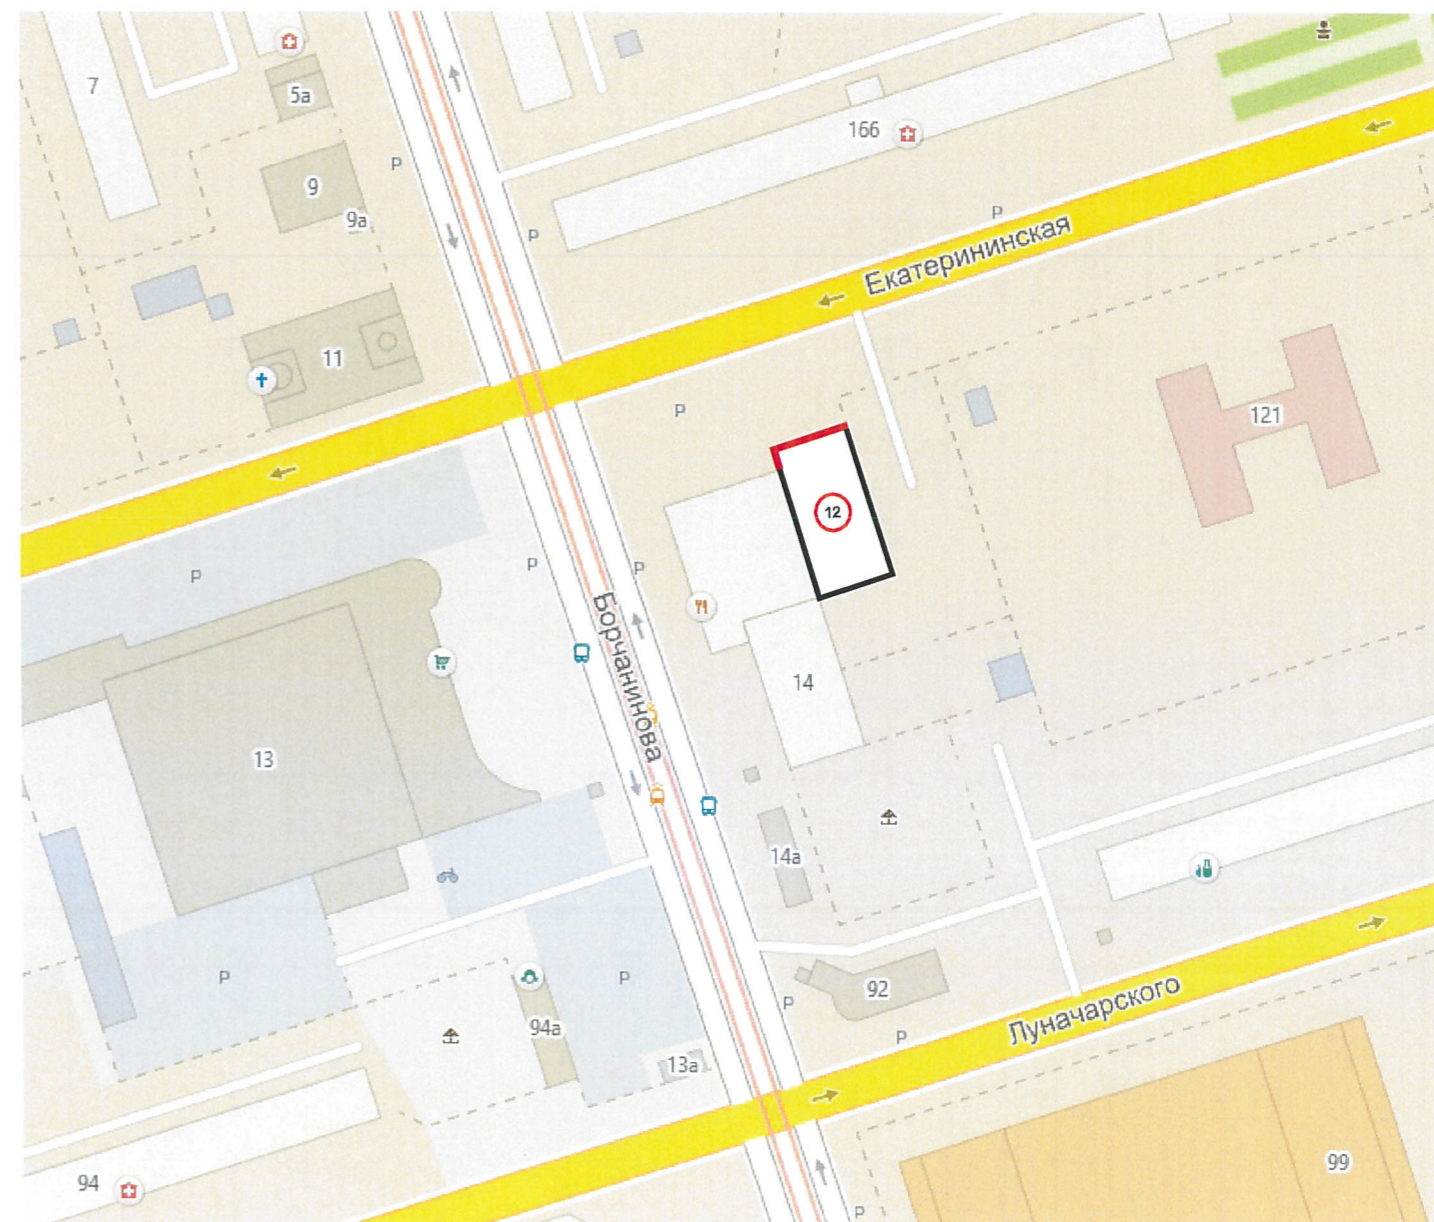 7
5а
166
9
9а
Р
Р
Р
Екатерининская
11
121
Р
12
Р
Р
Р
Борчанинова
14
13
14а
Р
Р
92
Р
Луначарского
94а
Р
13а
99
94
Р